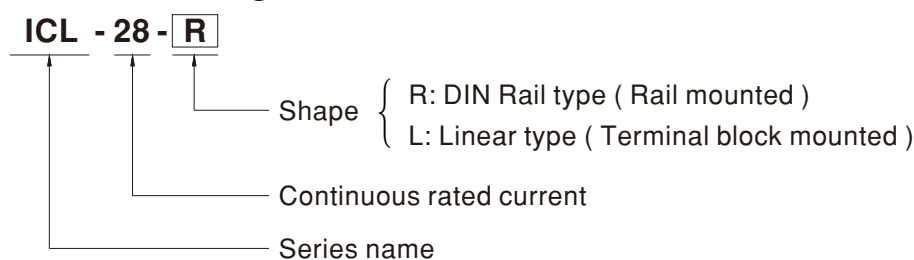 ICL - 28 - R
Shape { R: DIN Rail type ( Rail mounted )
L: Linear type ( Terminal block mounted )
Continuous rated current
Series name